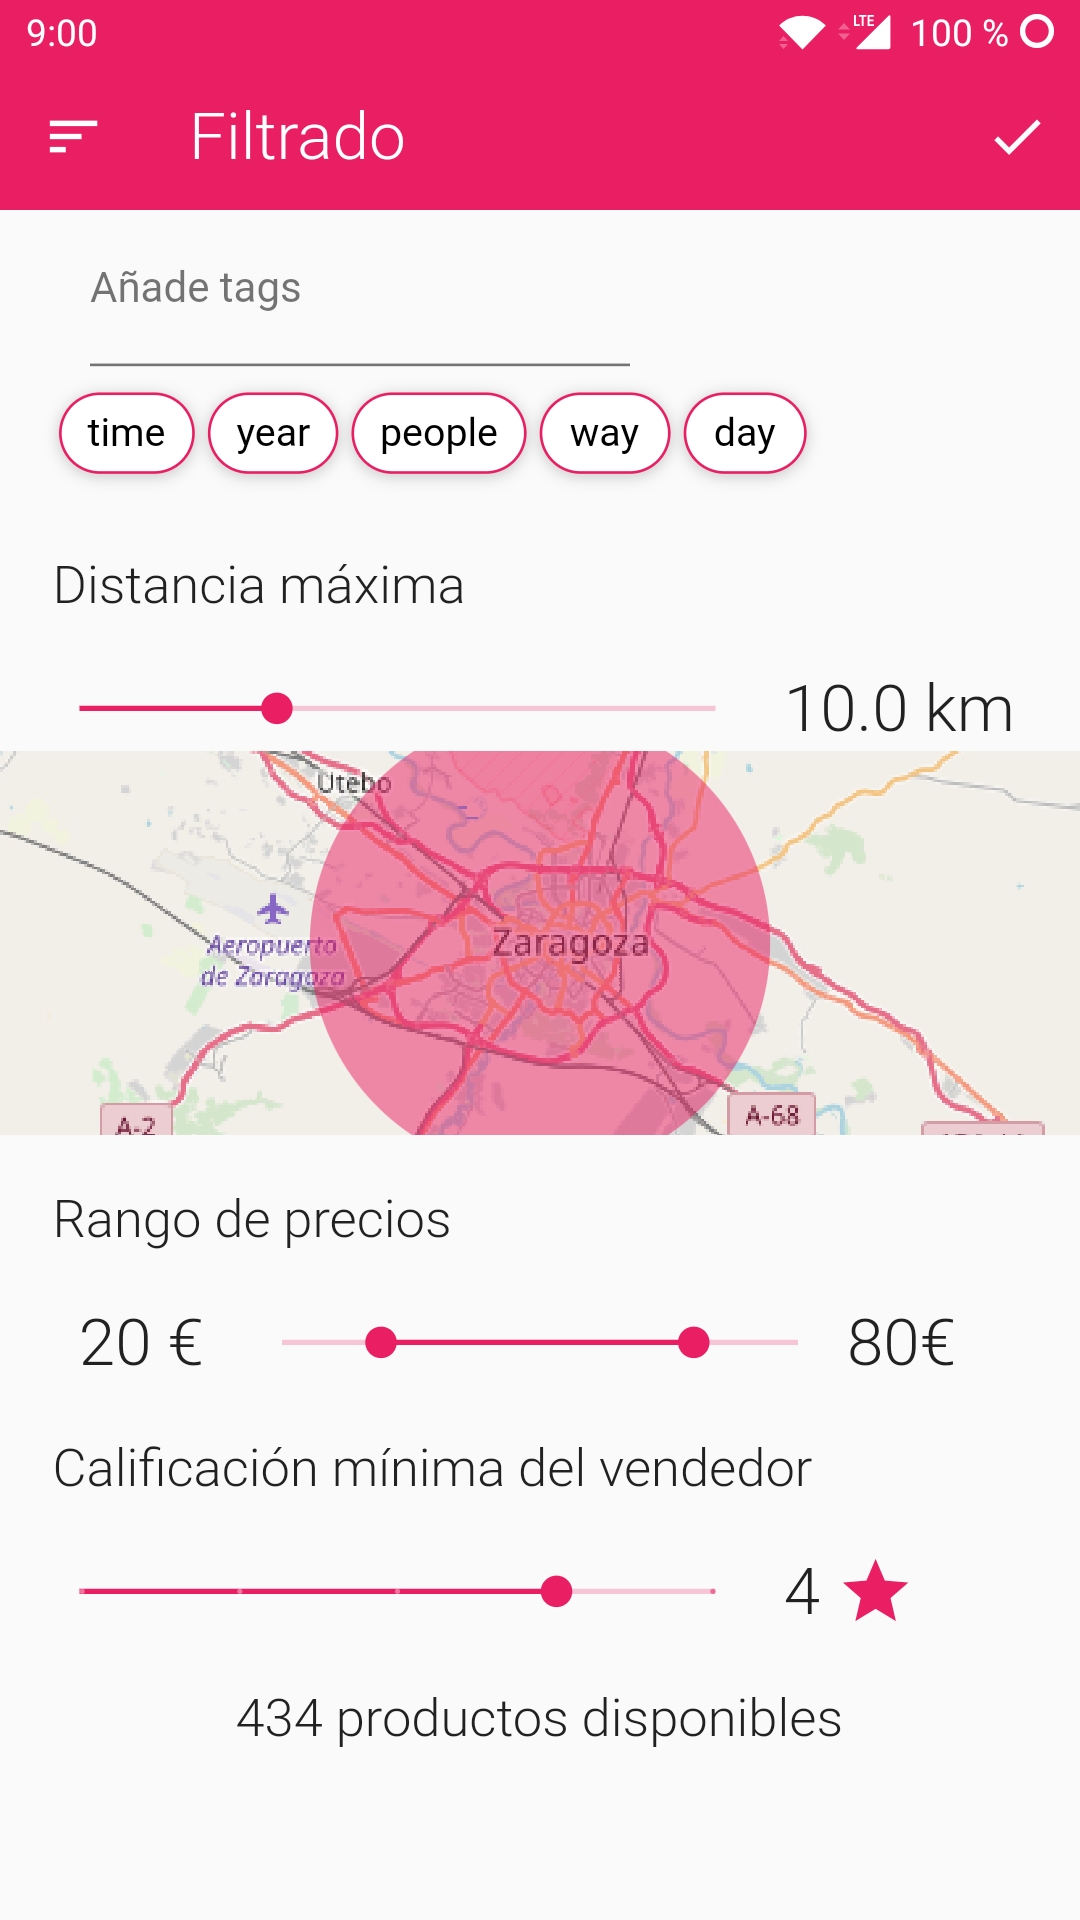 9:00 LTE 100 %
Filtrado
Añade tags
time year people way day
Distancia máxima
10.0 km
Utebo
Zaragoza
Aeropuerto
de Zaragoza
A-2
A-68
Rango de precios
20 € 80€
Calificación mínima del vendedor
4
434 productos disponibles